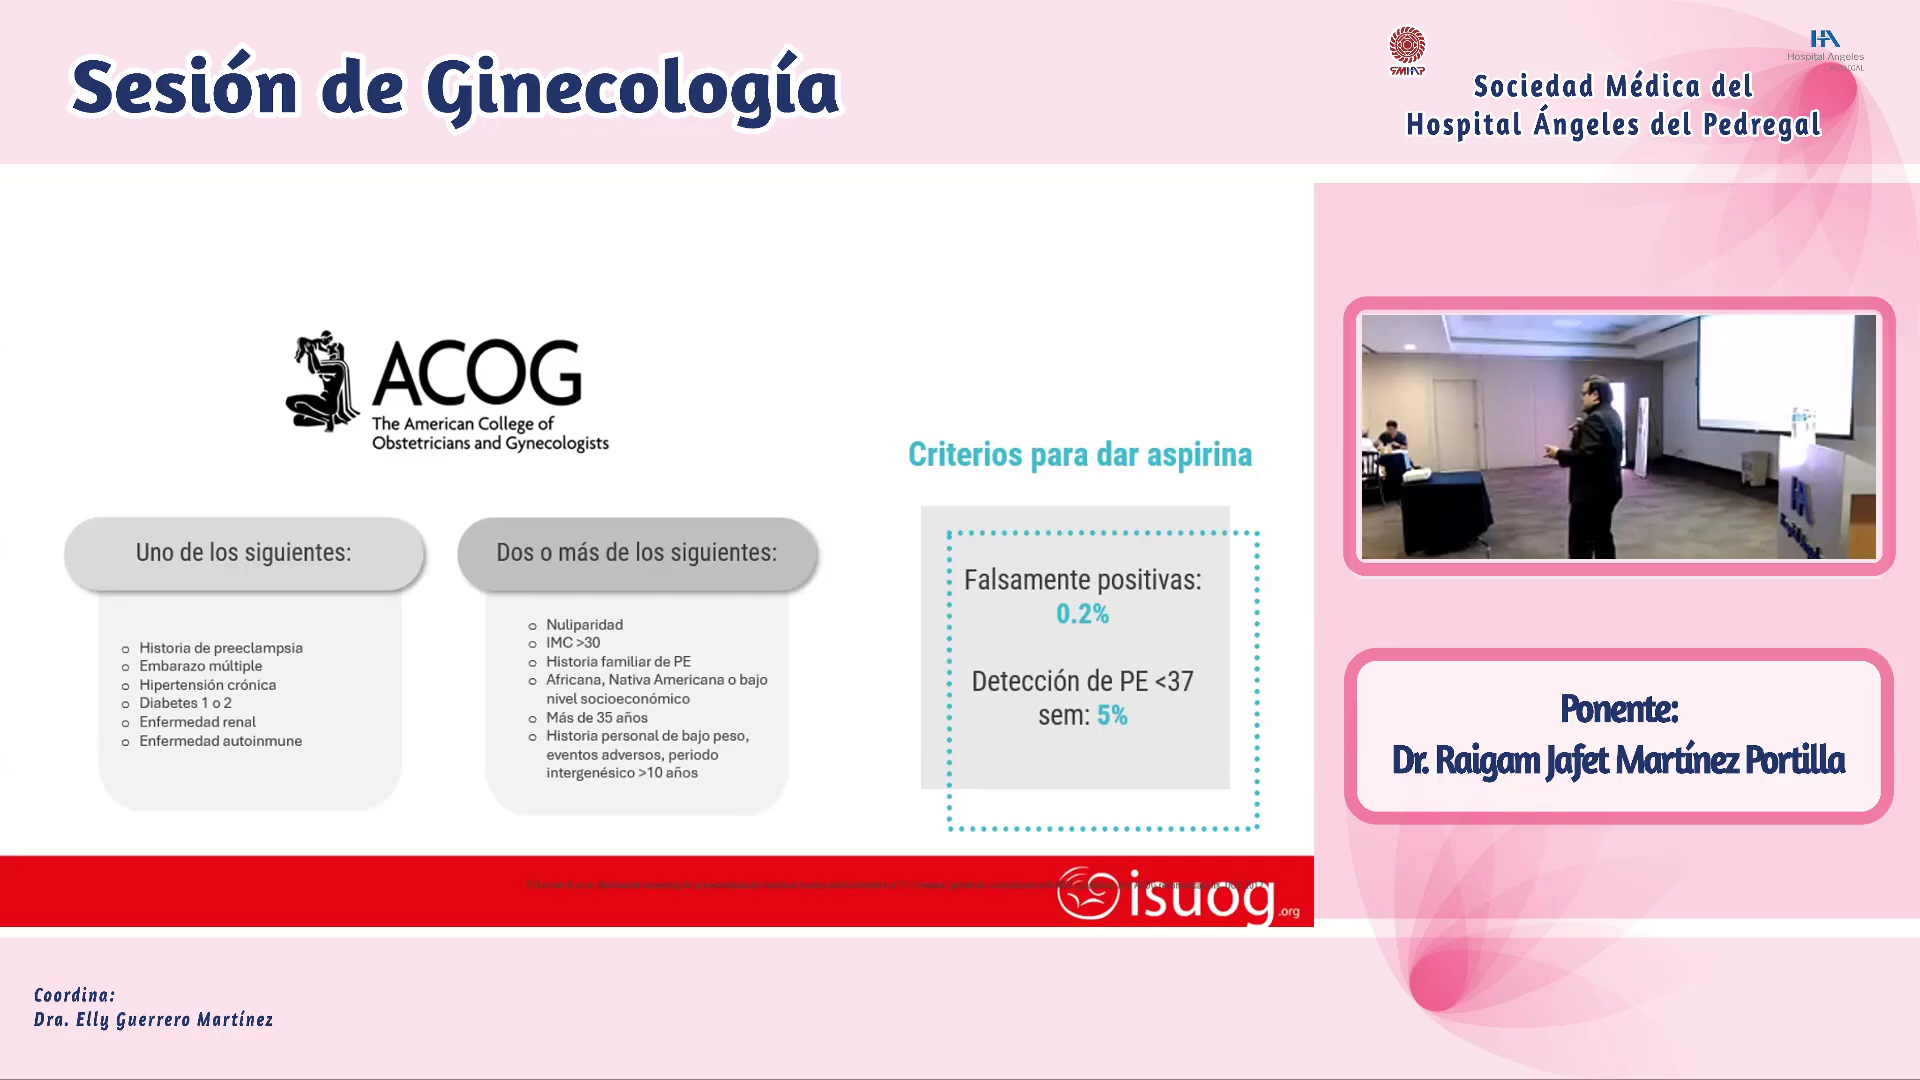 Sesión de Ginecología
SMHAP
HA
Hospital Ángeles
Sociedad Médica del
Hospital Ángeles del Pedregal
ACOG
The American College of
Obstetricians and Gynecologists
Criterios para dar aspirina
Uno de los siguientes:
Historia de preeclampsia
Embarazo múltiple
Hipertensión crónica
Diabetes 1 o 2
Enfermedad renal
Enfermedad autoinmune
Dos o más de los siguientes:
Nuliparidad
IMC >30
Historia familiar de PE
Africana, Nativa Americana o bajo
nivel socioeconómico
Más de 35 años
Historia personal de bajo peso,
eventos adversos, periodo
intergenésico >10 años
Falsamente positivas:
0.2%
Detección de PE <37
sem: 5%
isuog.org
Ponente:
Dr. Raigam Jafet Martínez Portilla
Coordina:
Dra. Elly Guerrero Martínez